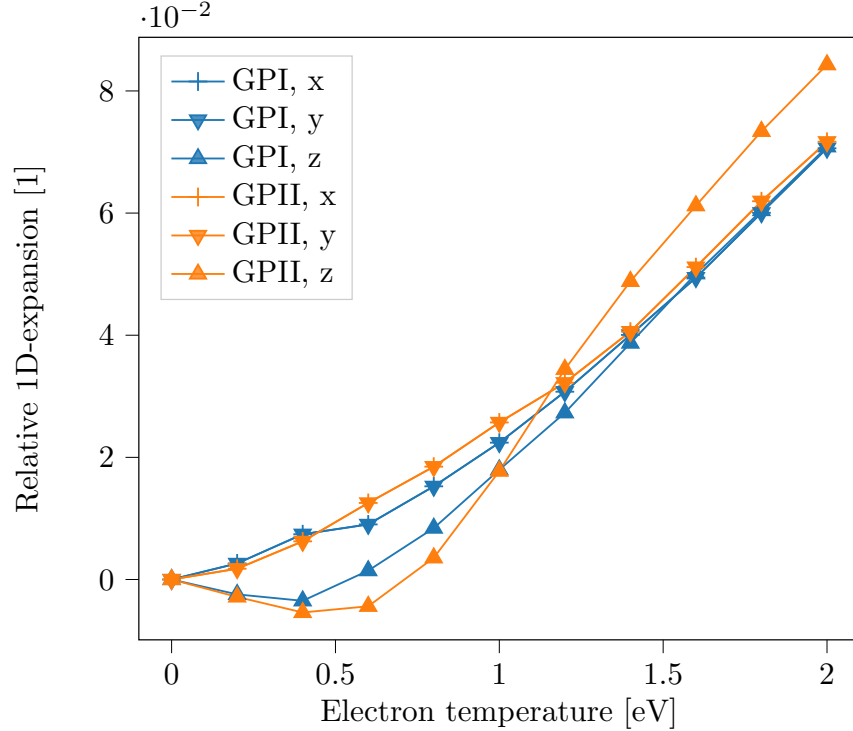 ·10⁻²
8
6
4
2
0
Relative 1D-expansion [1]
GPI, x
GPI, y
GPI, z
GPII, x
GPII, y
GPII, z
0 0.5 1 1.5 2
Electron temperature [eV]